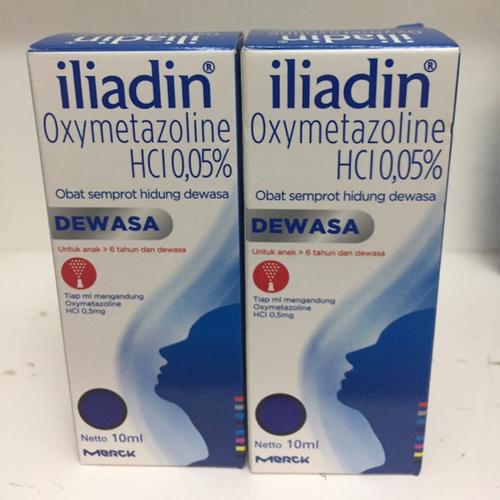 iliadin®
Oxymetazoline
HCl 0,05%
Obat semprot hidung dewasa
DEWASA
Untuk anak > 6 tahun dan dewasa
Tiap ml mengandung
Oxymetazoline
HCl 0,5mg
Netto 10ml
MERCK
iliadin®
Oxymetazoline
HCl 0,05%
Obat semprot hidung dewasa
DEWASA
Untuk anak > 6 tahun dan dewasa
Tiap ml mengandung
Oxymetazoline
HCl 0,5mg
Netto 10ml
MERCK